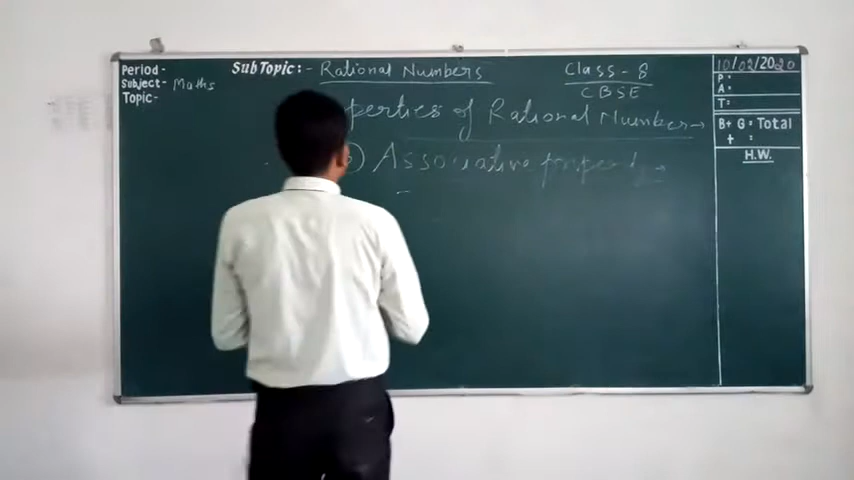 Period -
Subject:- Maths
Topic-
SubTopic:- Rational Numbers
Class - 8
CBSE
perties of Rational Number →
) Associative property →
10/02/2020
P:
A:
T:
B+ G: Total
+ :
H.W.